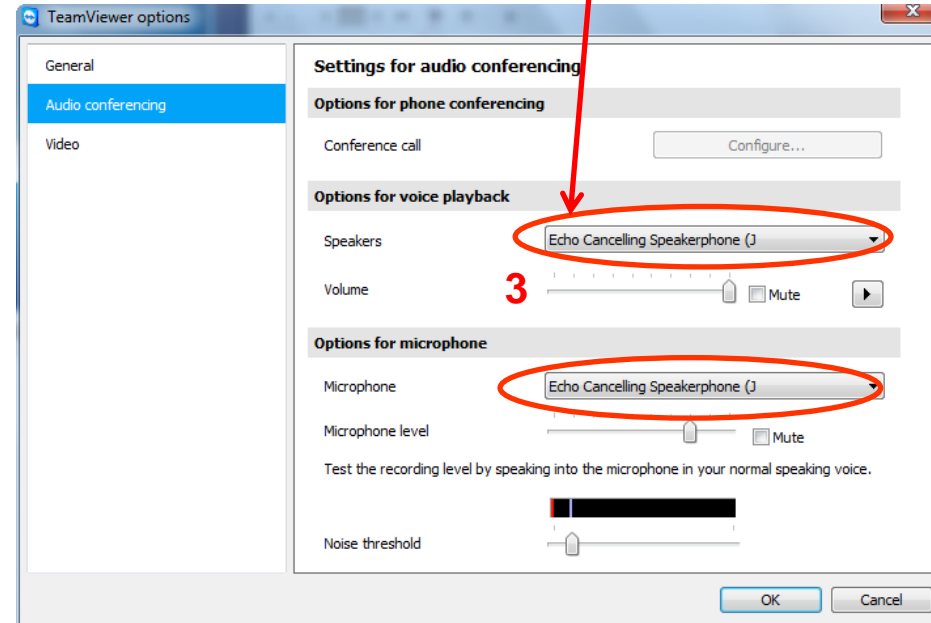 TeamViewer options
General
Settings for audio conferencing
Audio conferencing
Options for phone conferencing
Video
Conference call
Configure...
Options for voice playback
Speakers
Echo Cancelling Speakerphone (J
Volume
3
Mute
Options for microphone
Microphone
Echo Cancelling Speakerphone (J
Microphone level
Mute
Test the recording level by speaking into the microphone in your normal speaking voice.
Noise threshold
OK
Cancel